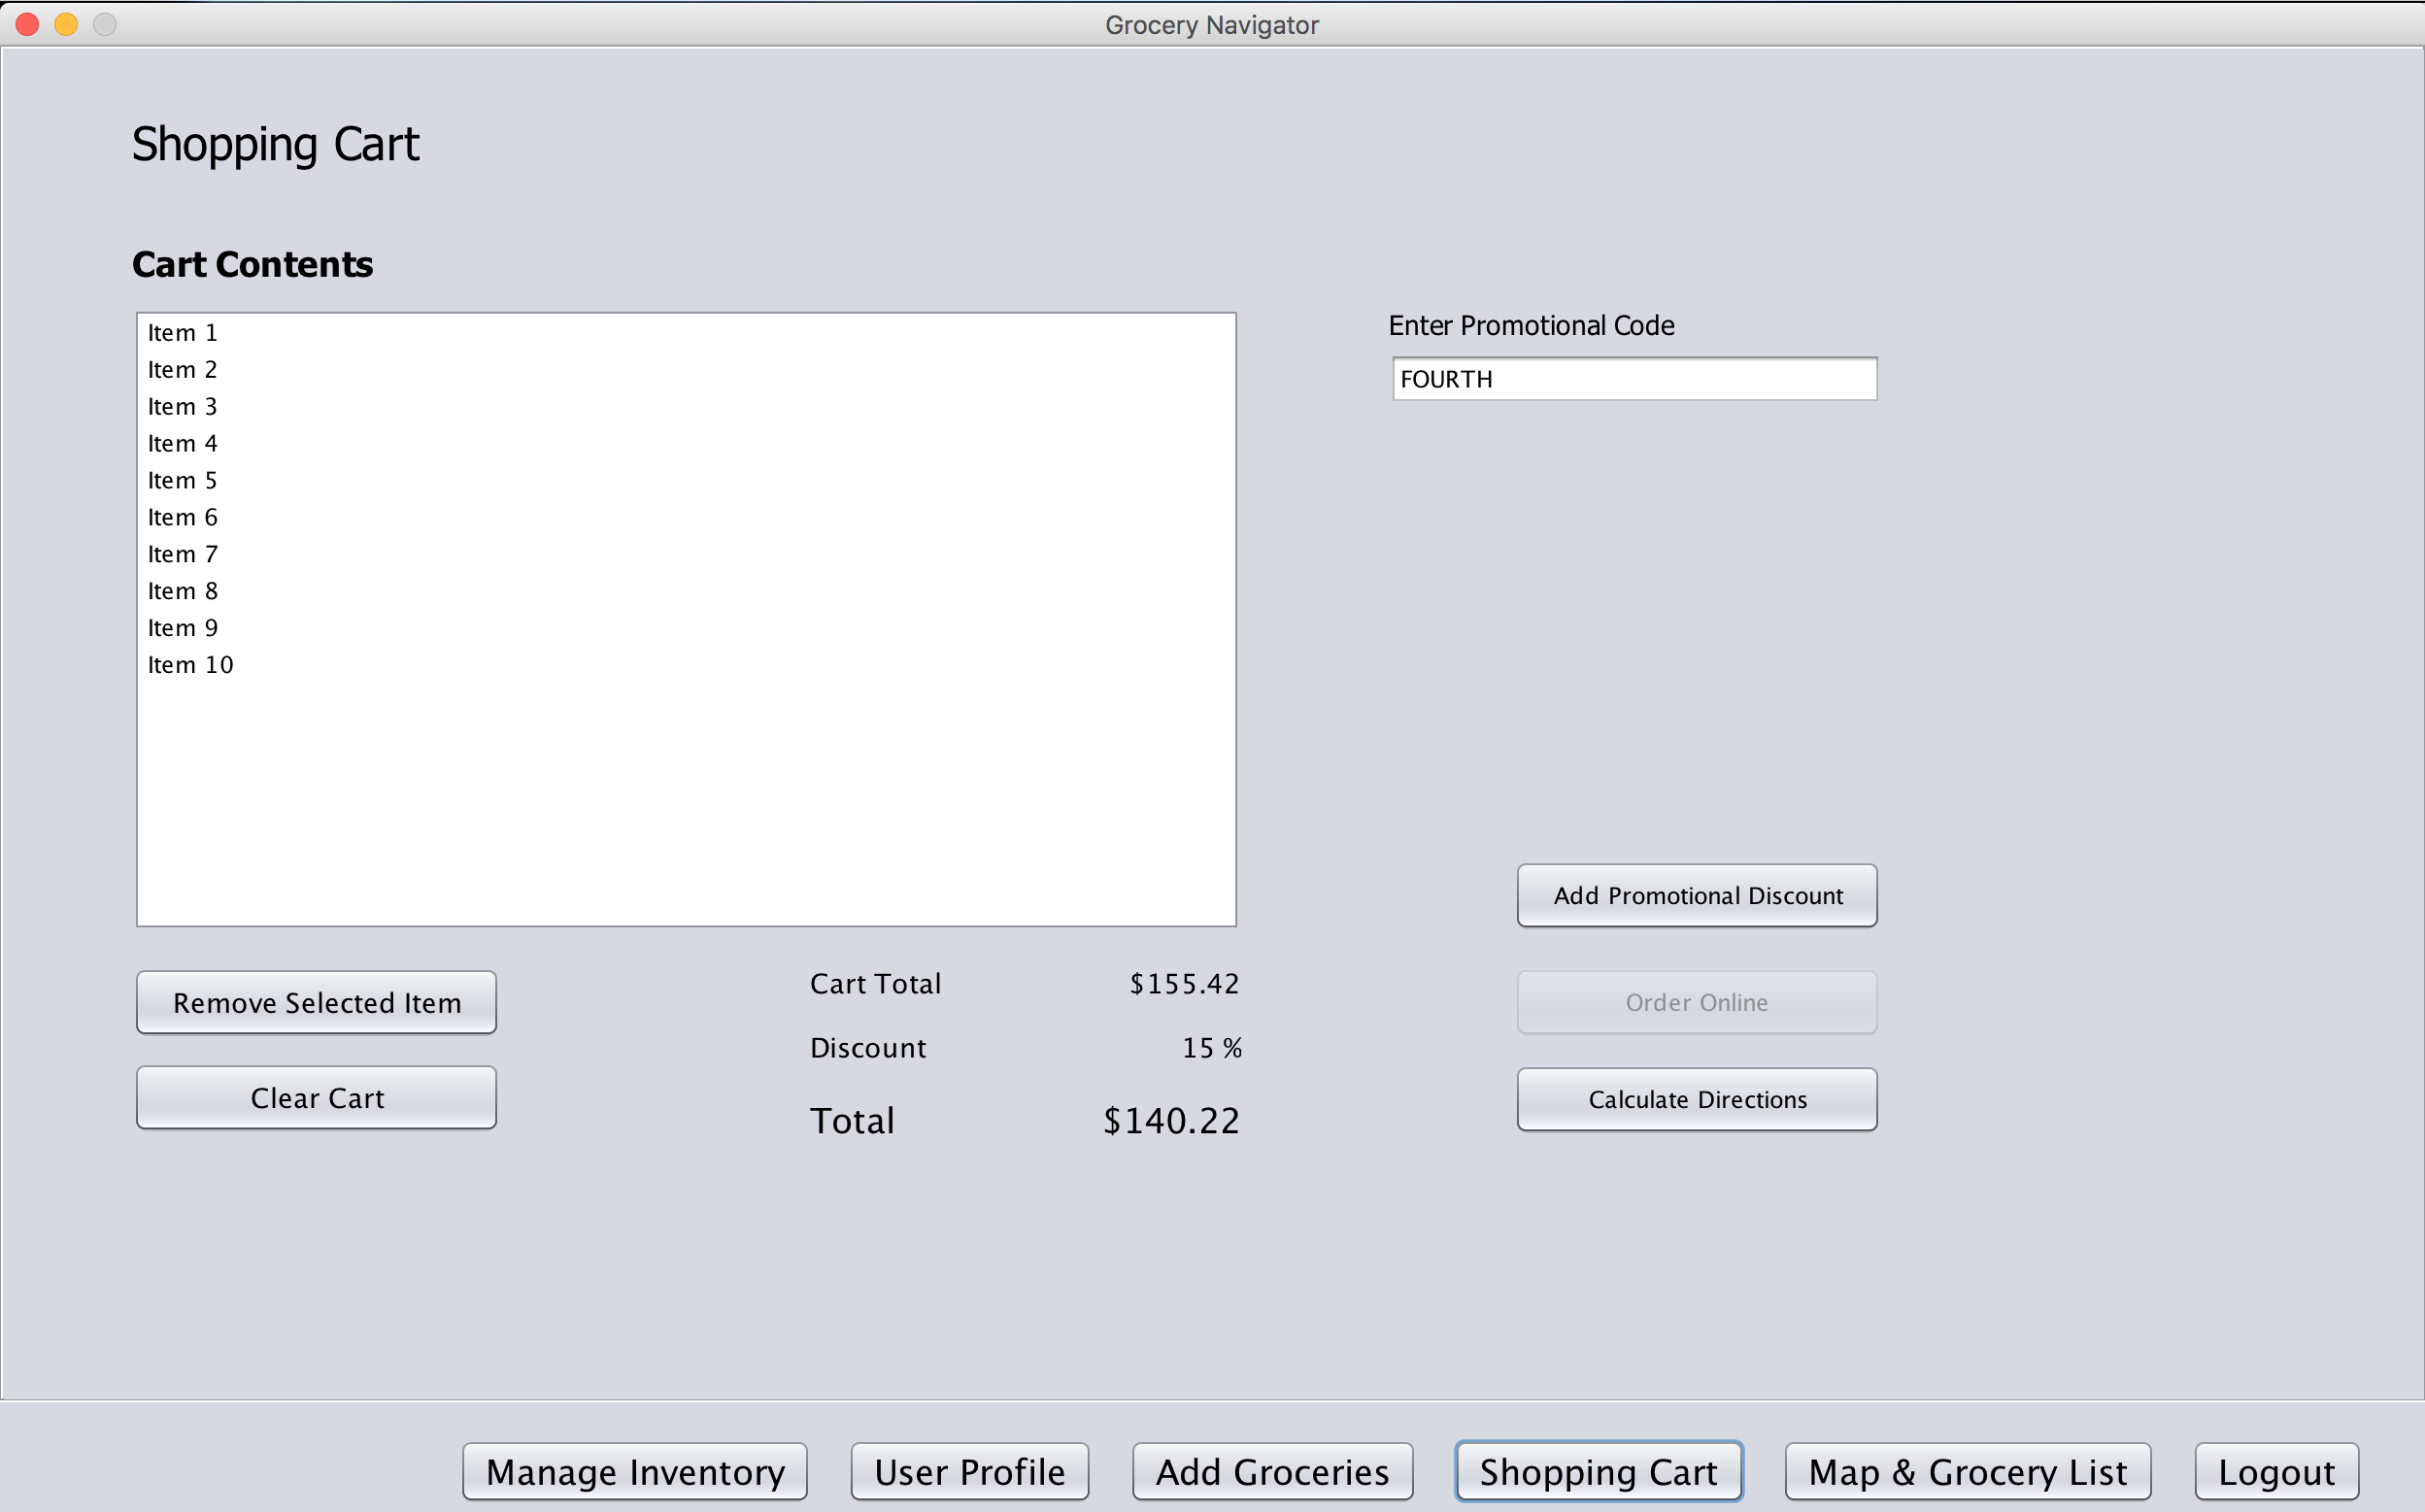 Grocery Navigator
Shopping Cart
Cart Contents
Item 1
Item 2
Item 3
Item 4
Item 5
Item 6
Item 7
Item 8
Item 9
Item 10
Enter Promotional Code
FOURTH
Add Promotional Discount
Remove Selected Item
Clear Cart
Cart Total $155.42
Discount 15 %
Total $140.22
Order Online
Calculate Directions
Manage Inventory
User Profile
Add Groceries
Shopping Cart
Map & Grocery List
Logout